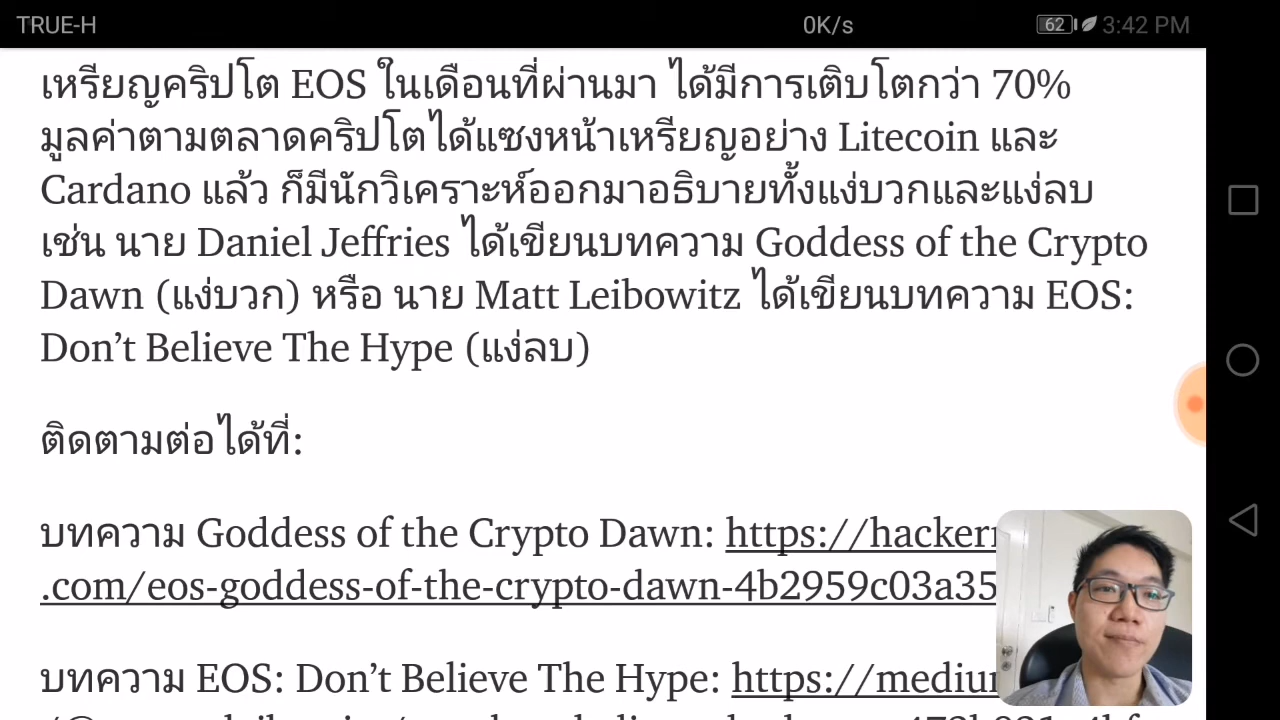 TRUE-H 0K/s 62 3:42 PM
เหรียญคริปโต EOS ในเดือนที่ผ่านมา ได้มีการเติบโตกว่า 70%
มูลค่าตามตลาดคริปโตได้แซงหน้าเหรียญอย่าง Litecoin และ
Cardano แล้ว ก็มีนักวิเคราะห์ออกมาอธิบายทั้งแง่บวกและแง่ลบ
เช่น นาย Daniel Jeffries ได้เขียนบทความ Goddess of the Crypto
Dawn (แง่บวก) หรือ นาย Matt Leibowitz ได้เขียนบทความ EOS:
Don’t Believe The Hype (แง่ลบ)
ติดตามต่อได้ที่:
บทความ Goddess of the Crypto Dawn: https://hacker
.com/eos-goddess-of-the-crypto-dawn-4b2959c03a35
บทความ EOS: Don’t Believe The Hype: https://mediu